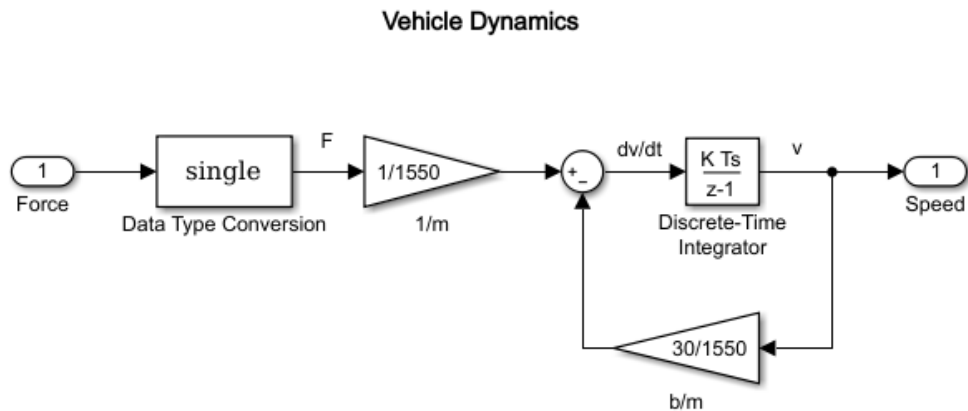 Vehicle Dynamics
1
Force
single
Data Type Conversion
F
1/1550
1/m
+
−
dv/dt
K Ts
z-1
Discrete-Time
Integrator
v
1
Speed
30/1550
b/m